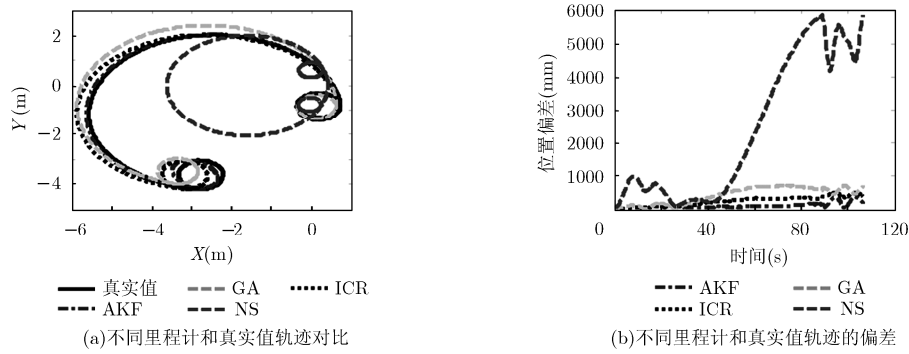 2
0
−2
−4
−6 −4 −2 0
Y(m)
X(m)
真实值 GA ICR
AKF NS
(a)不同里程计和真实值轨迹对比
6000
5000
4000
3000
2000
1000
0 40 80 120
位置偏差(mm)
时间(s)
AKF GA
ICR NS
(b)不同里程计和真实值轨迹的偏差